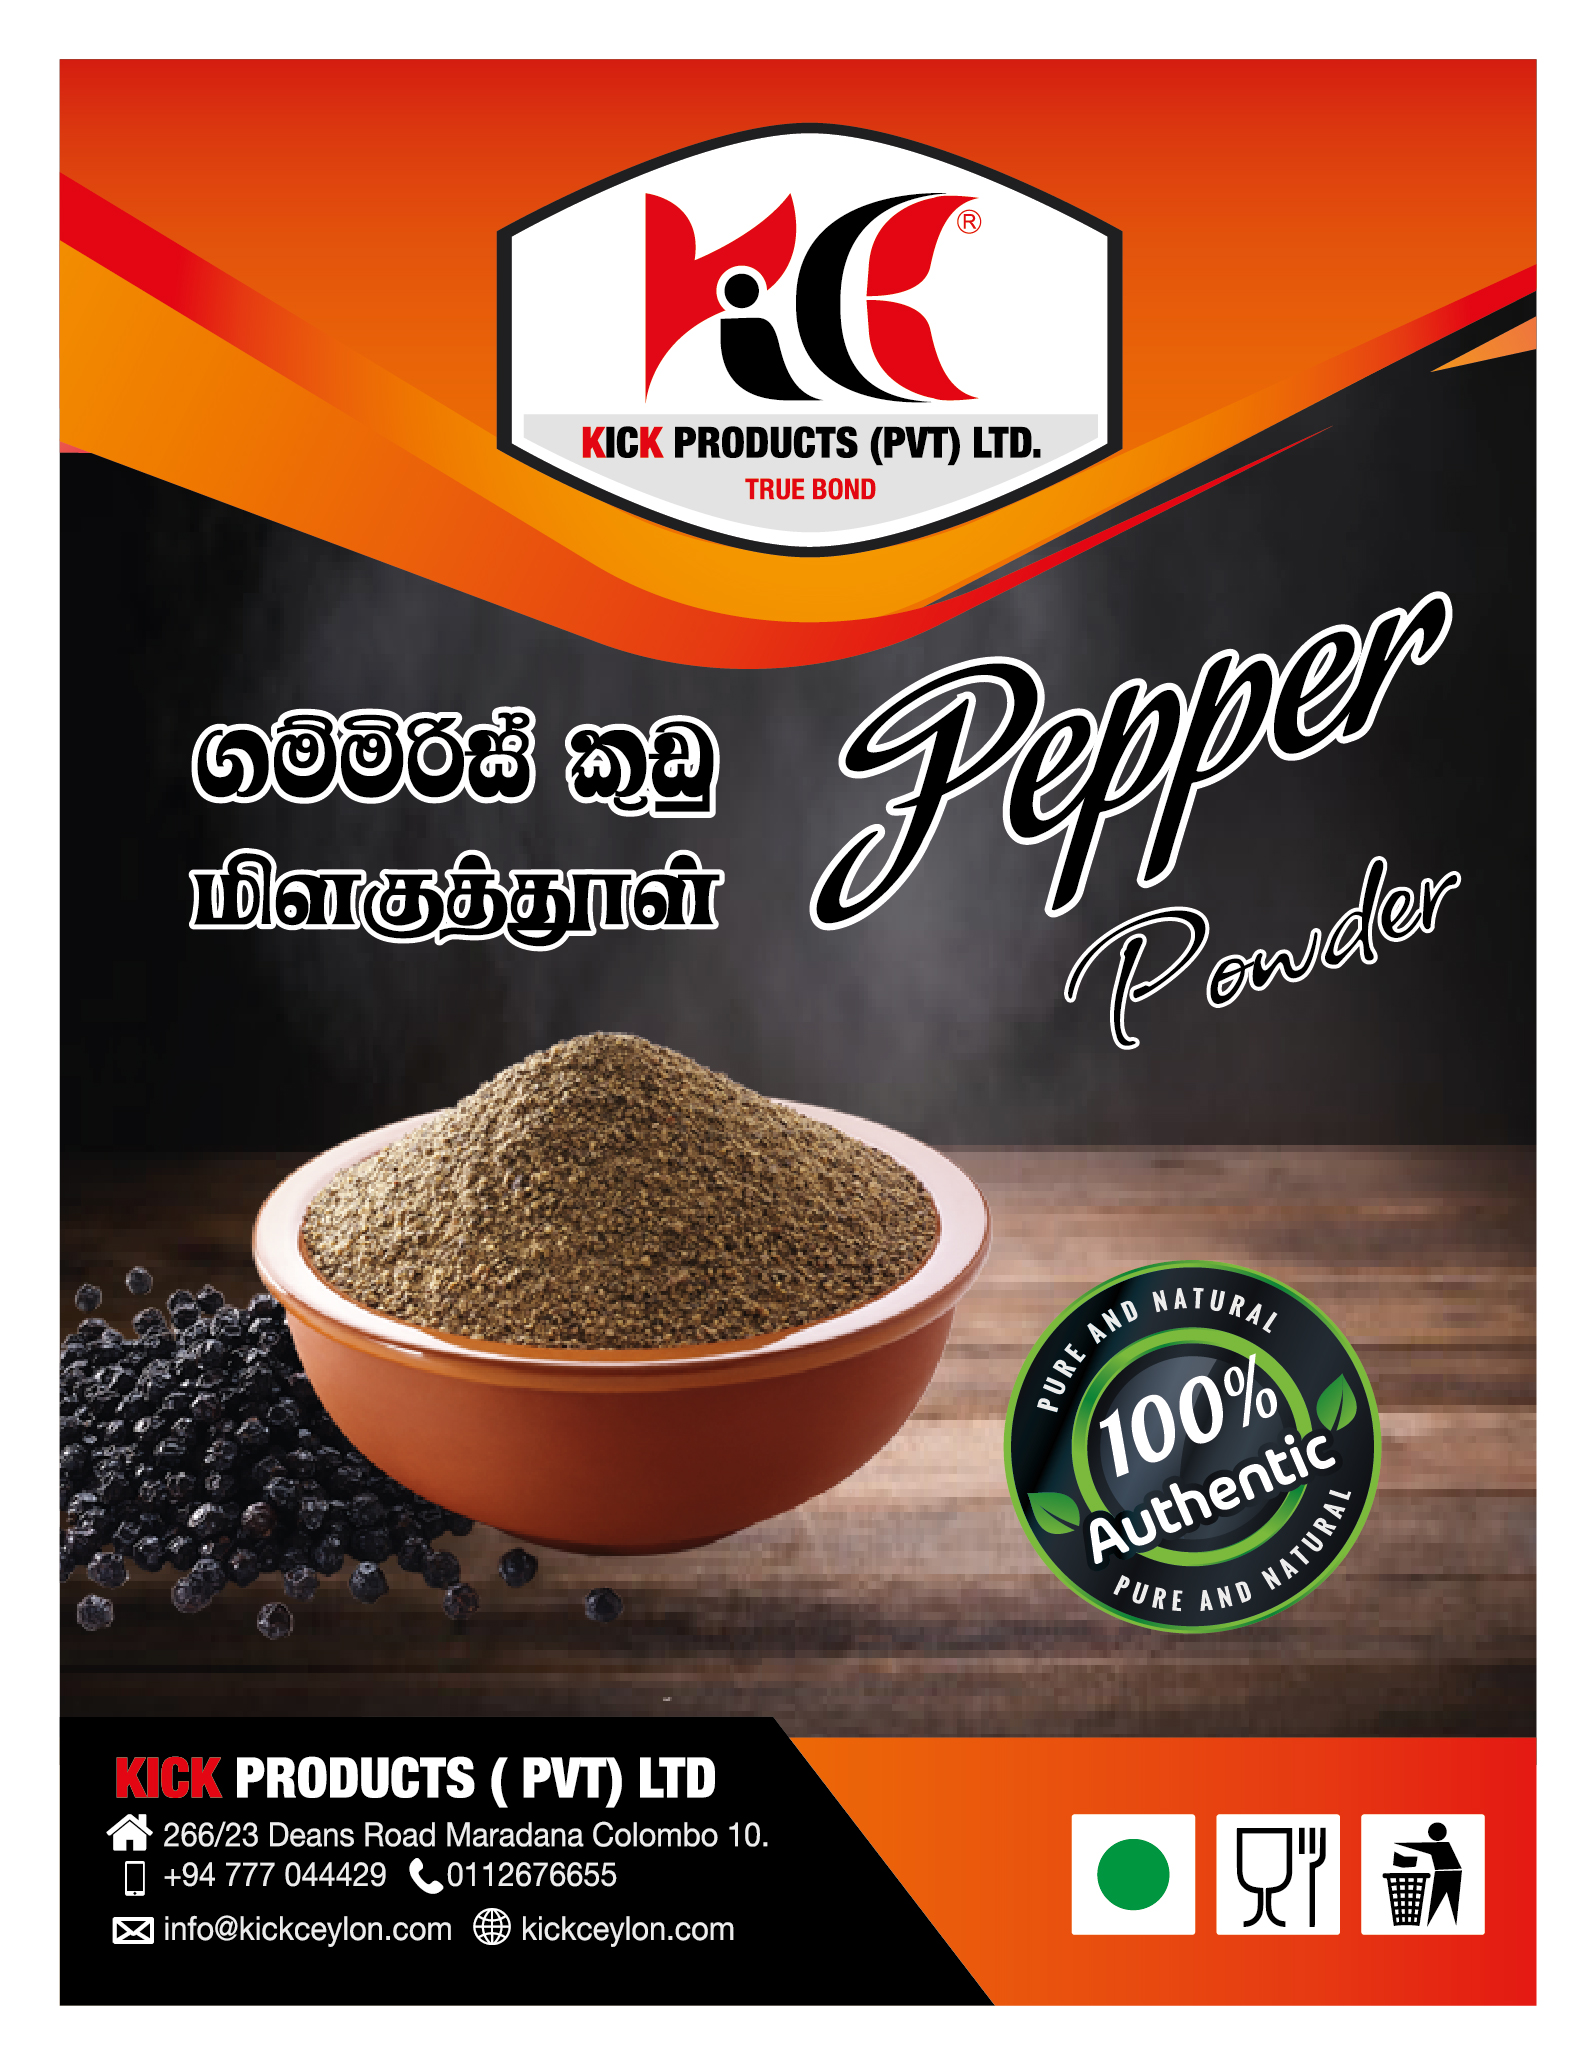 KiCK®
KICK PRODUCTS (PVT) LTD.
TRUE BOND
ගම්මිරිස් කුඩු
மிளகுத்தூள்
Pepper
Powder
PURE AND NATURAL
100%
Authentic
PURE AND NATURAL
KICK PRODUCTS ( PVT) LTD
266/23 Deans Road Maradana Colombo 10.
+94 777 044429 0112676655
info@kickceylon.com kickceylon.com